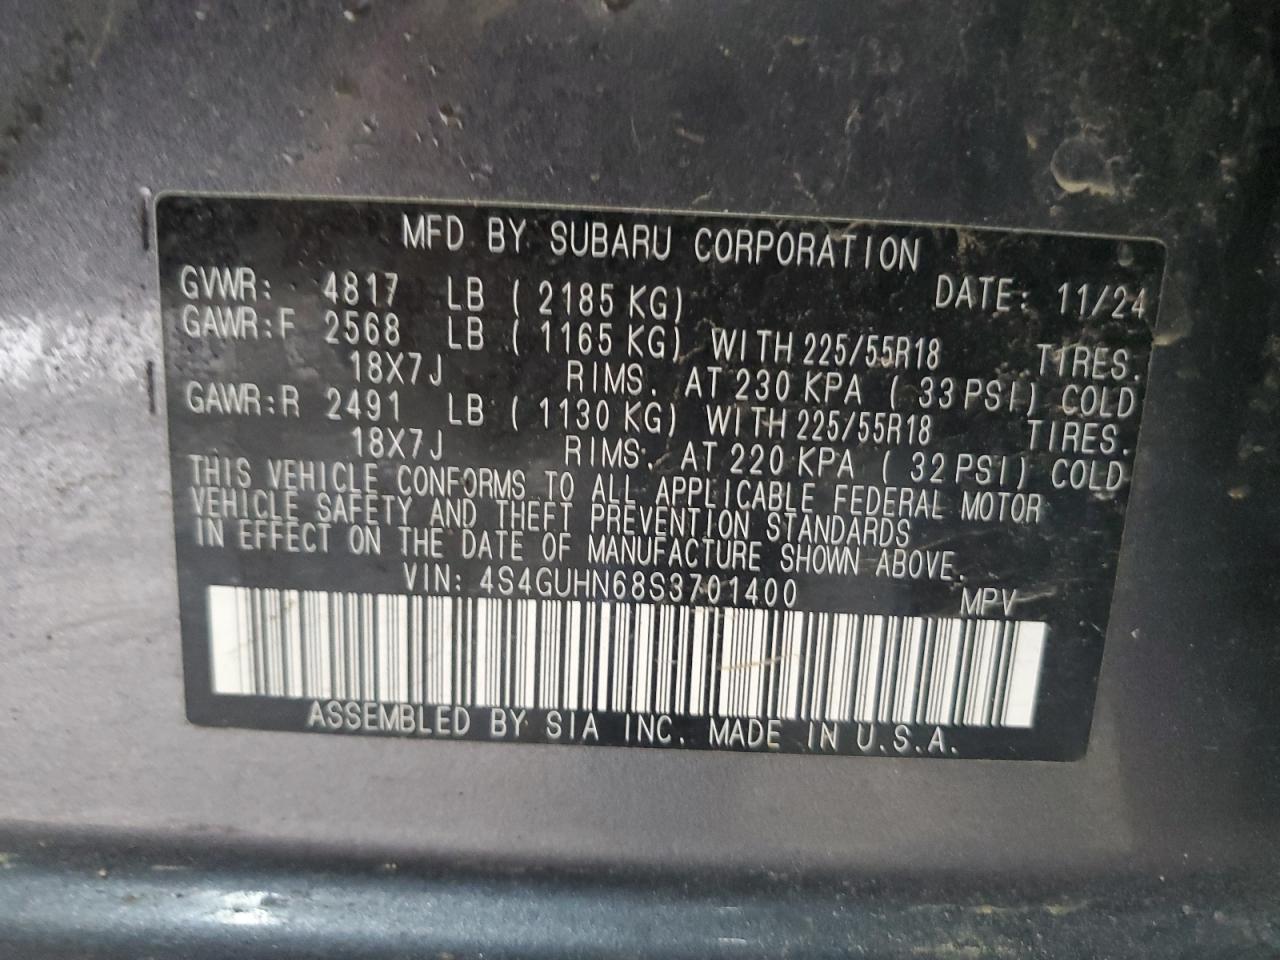 MFD BY SUBARU CORPORATION
GVWR: 4817 LB ( 2185 KG) DATE: 11/24
GAWR:F 2568 LB ( 1165 KG) WITH 225/55R18 TIRES.
18X7J RIMS. AT 230 KPA ( 33 PSI) COLD
GAWR:R 2491 LB ( 1130 KG) WITH 225/55R18 TIRES.
18X7J RIMS. AT 220 KPA ( 32 PSI) COLD
THIS VEHICLE CONFORMS TO ALL APPLICABLE FEDERAL MOTOR
VEHICLE SAFETY AND THEFT PREVENTION STANDARDS
IN EFFECT ON THE DATE OF MANUFACTURE SHOWN ABOVE.
VIN: 4S4GUHN68S3701400 MPV
ASSEMBLED BY SIA INC. MADE IN U.S.A.